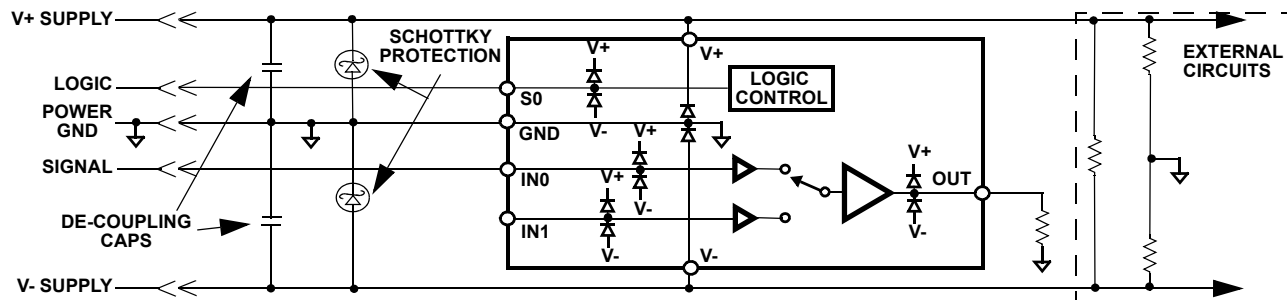 V+ SUPPLY
SCHOTTKY
PROTECTION
LOGIC
POWER
GND
SIGNAL
DE-COUPLING
CAPS
V- SUPPLY
V+
V+
LOGIC
CONTROL
S0
V-
GND
V+
IN0
V+
V-
IN1
V-
V+
OUT
V-
V-
EXTERNAL
CIRCUITS